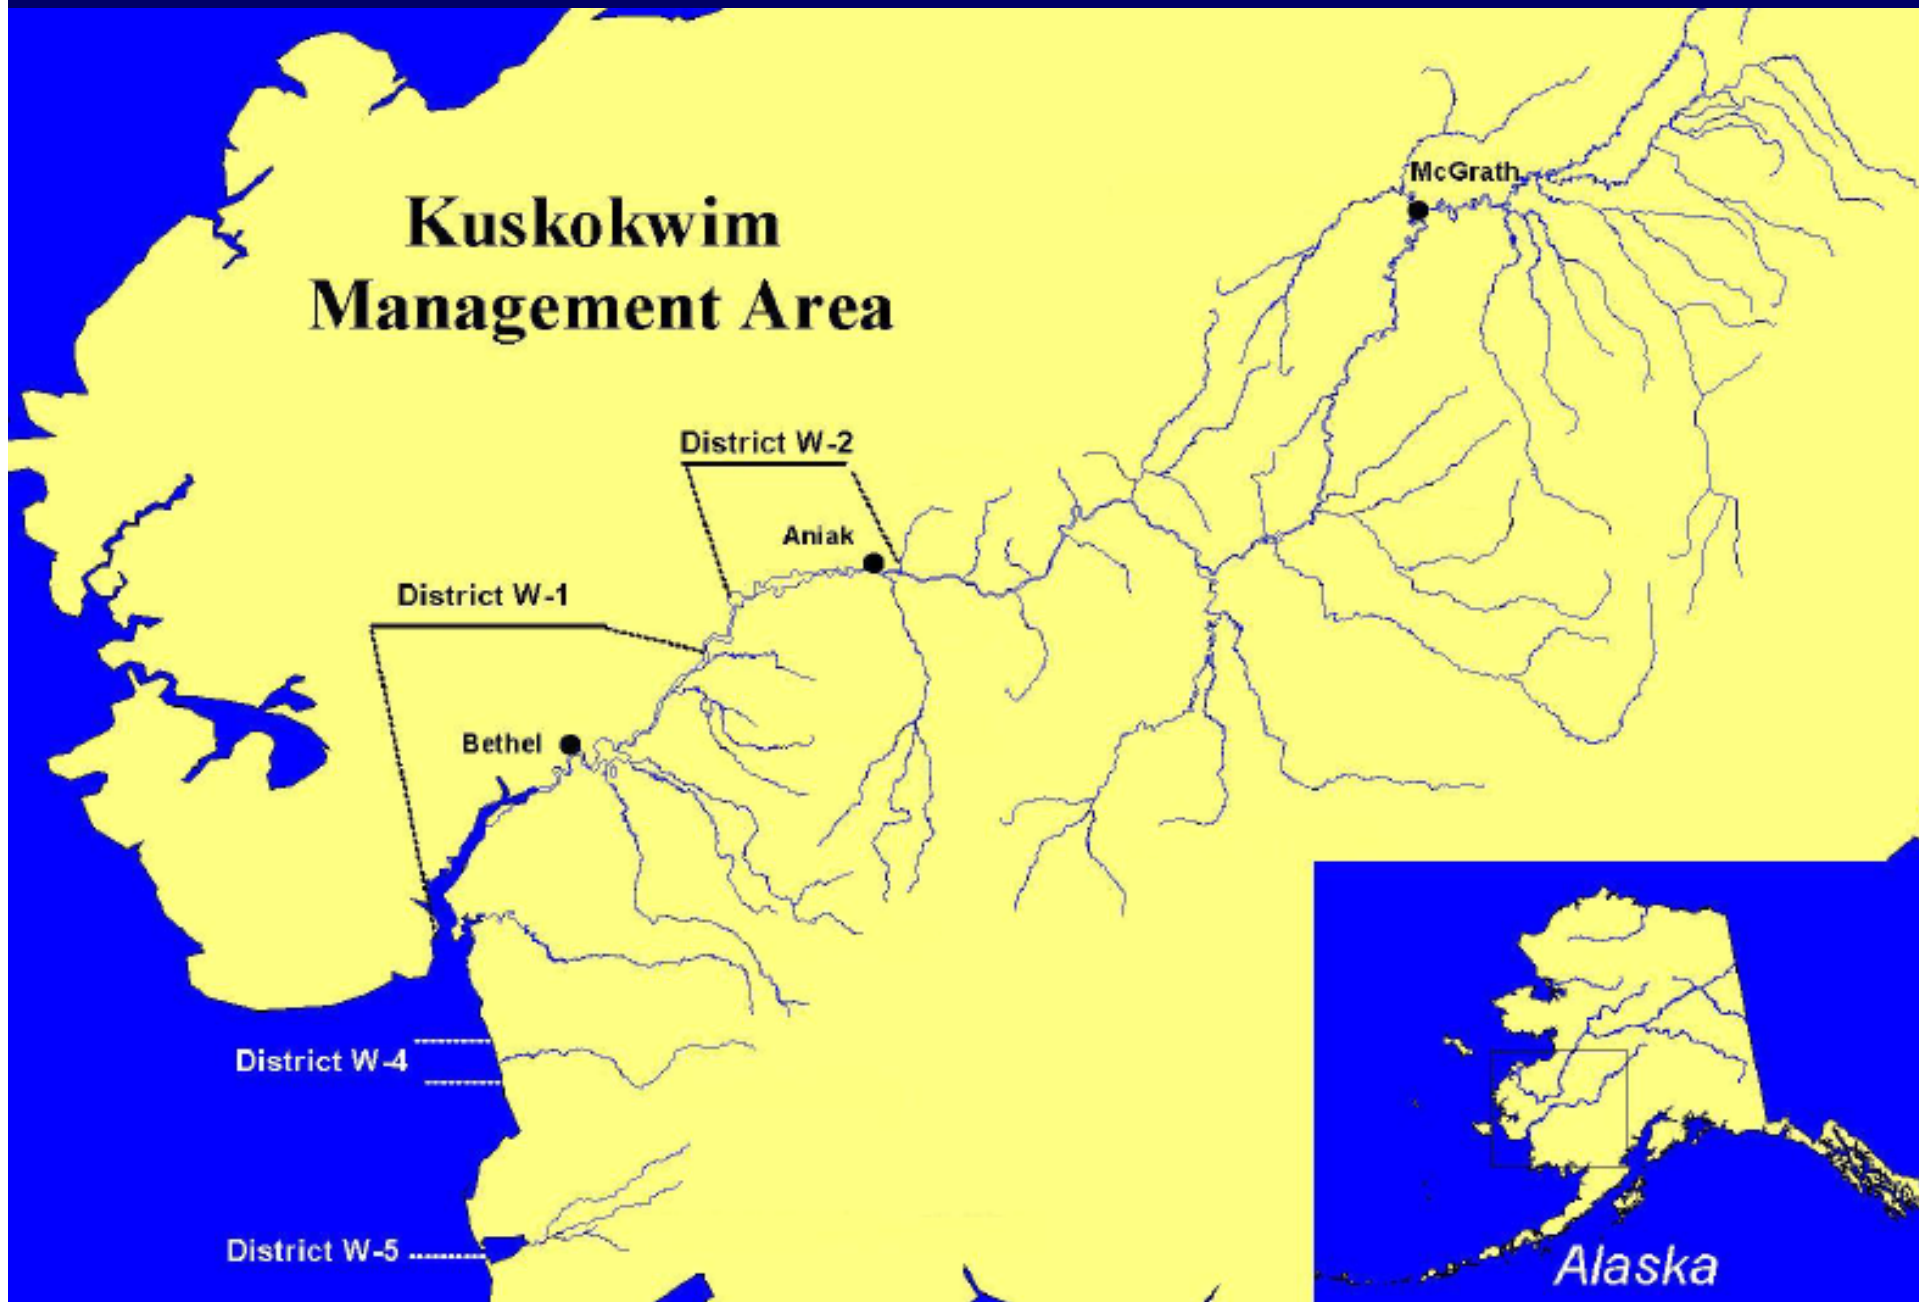 Kuskokwim
Management Area
McGrath
District W-2
Aniak
District W-1
Bethel
District W-4
District W-5
Alaska